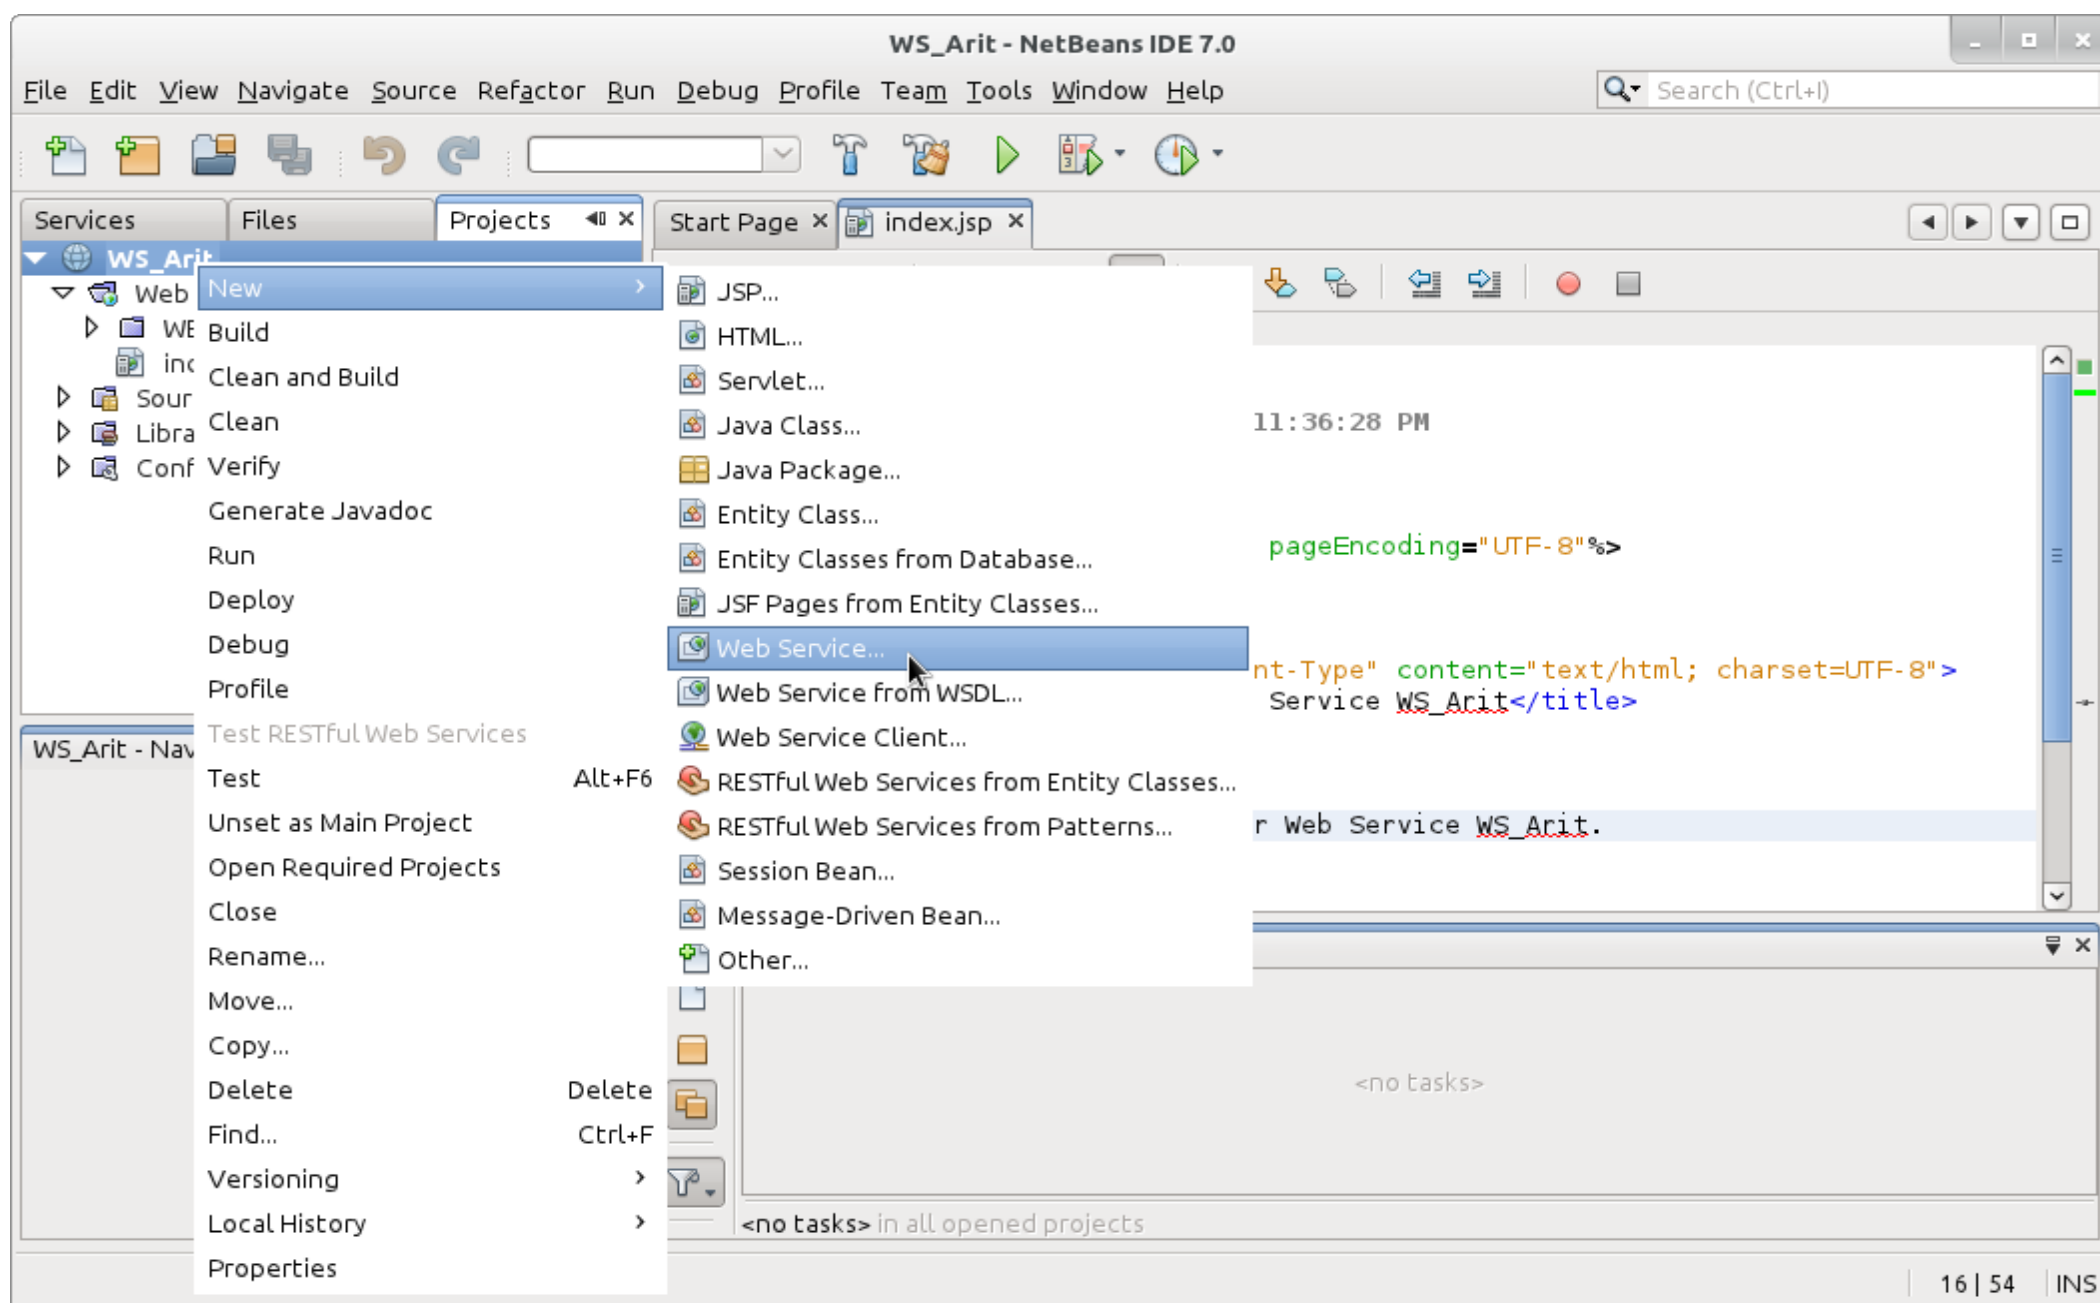 WS_Arit - NetBeans IDE 7.0
File Edit View Navigate Source Refactor Run Debug Profile Team Tools Window Help
Search (Ctrl+I)
Services Files Projects
Start Page index.jsp
WS_Arit
Web
New
Build
Clean and Build
Clean
Verify
Generate Javadoc
Run
Deploy
Debug
Profile
Test RESTful Web Services
Test Alt+F6
Unset as Main Project
Open Required Projects
Close
Rename...
Move...
Copy...
Delete Delete
Find... Ctrl+F
Versioning
Local History
Properties
JSP...
HTML...
Servlet...
Java Class...
Java Package...
Entity Class...
Entity Classes from Database...
JSF Pages from Entity Classes...
Web Service...
Web Service from WSDL...
Web Service Client...
RESTful Web Services from Entity Classes...
RESTful Web Services from Patterns...
Session Bean...
Message-Driven Bean...
Other...
11:36:28 PM
pageEncoding="UTF-8"%>
nt-Type" content="text/html; charset=UTF-8">
Service WS_Arit</title>
r Web Service WS_Arit.
WS_Arit - Nav
<no tasks>
<no tasks> in all opened projects
16 | 54 INS